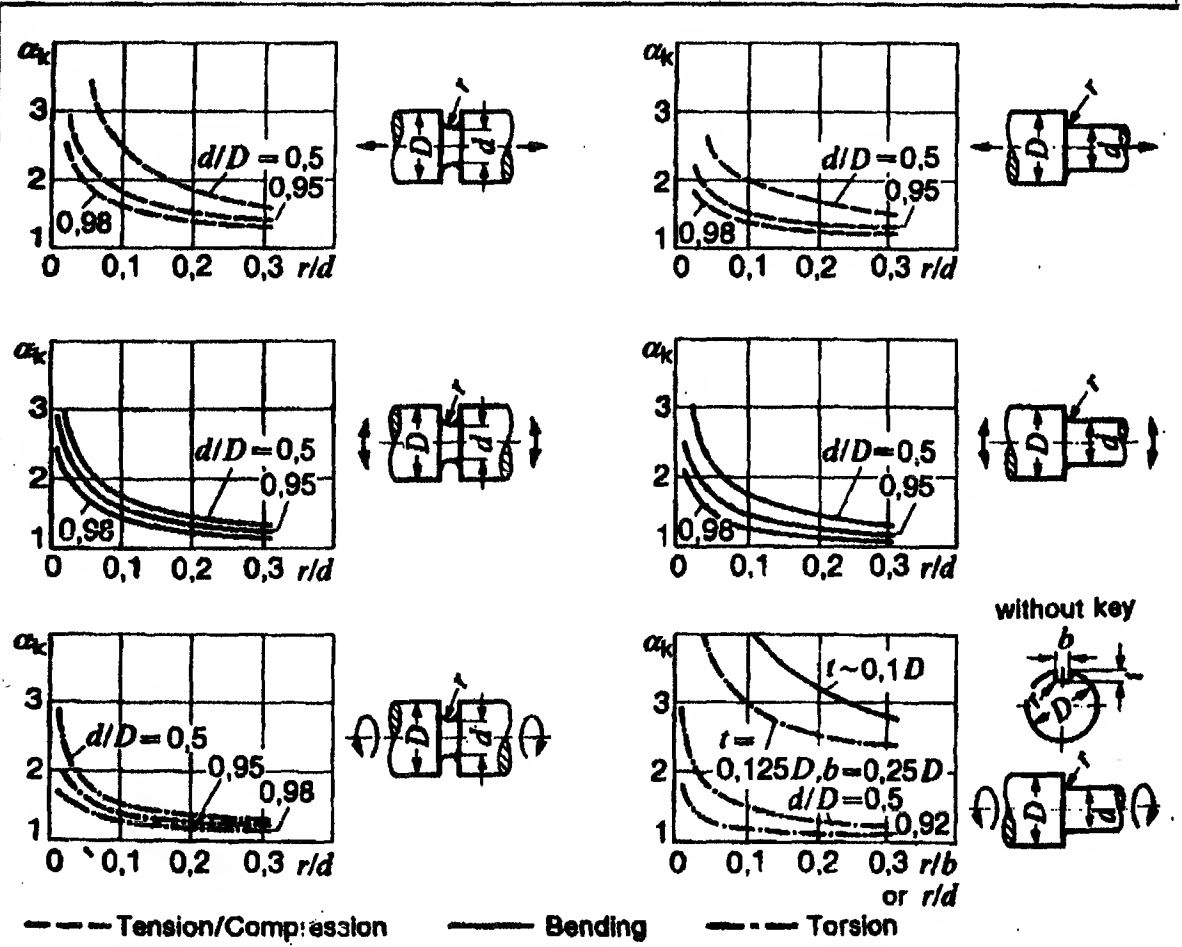 αk
3
2
1
0 0,1 0,2 0,3 r/d
d/D=0,5
0,95
0,98
r
D
d
αk
3
2
1
0 0,1 0,2 0,3 r/d
d/D=0,5
0,95
0,98
r
D
d
αk
3
2
1
0 0,1 0,2 0,3 r/d
d/D=0,5
0,95
0,98
r
D
d
αk
3
2
1
0 0,1 0,2 0,3 r/d
d/D=0,5
0,95
0,98
r
D
d
αk
3
2
1
0 0,1 0,2 0,3 r/d
d/D=0,5
0,95
0,98
r
D
d
αk
3
2
1
0 0,1 0,2 0,3 r/b
or r/d
t~0,1D
t=
0,125D,b=0,25D
d/D=0,5
0,92
without key
b
t
r
D
r
D
d
Tension/Compression Bending Torsion